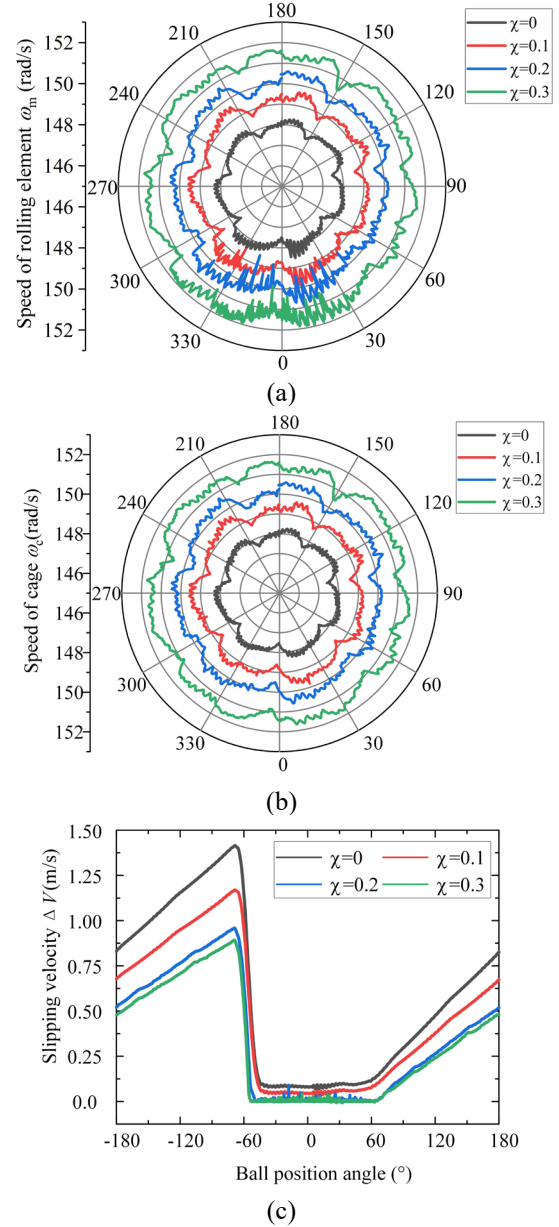 180
150
120
90
60
30
0
330
300
270
240
210
152
150
148
146
145
146
148
150
152
Speed of rolling element ωm (rad/s)
χ=0
χ=0.1
χ=0.2
χ=0.3
(a)
180
150
120
90
60
30
0
330
300
270
240
210
152
150
148
146
145
146
148
150
152
Speed of cage ωc(rad/s)
χ=0
χ=0.1
χ=0.2
χ=0.3
(b)
1.50
1.25
1.00
0.75
0.50
0.25
0.0
Slipping velocity Δ V(m/s)
χ=0 χ=0.1
χ=0.2 χ=0.3
-180 -120 -60 0 60 120 180
Ball position angle (°)
(c)